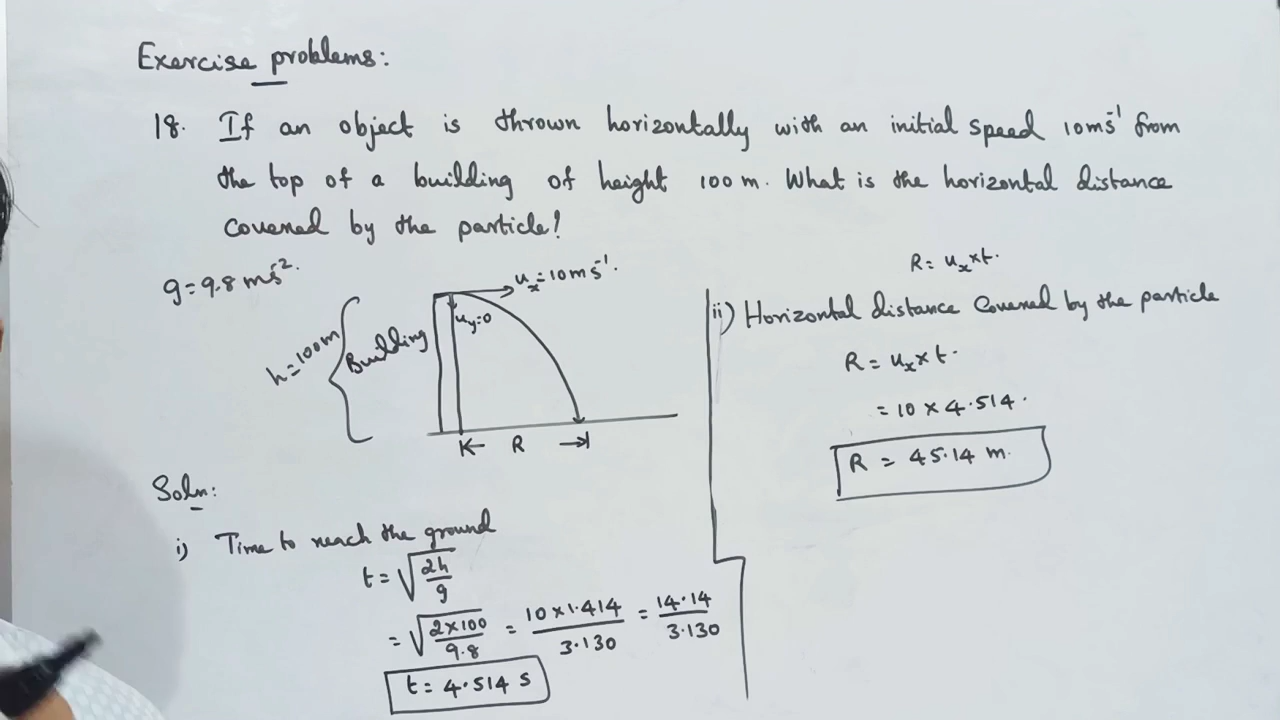 Exercise problems:
18. If an object is thrown horizontally with an initial speed 10ms⁻¹ from
the top of a building of height 100 m. What is the horizontal distance
covered by the particle?
g=9.8 ms⁻².
uₓ=10ms⁻¹.
u_y=0
h=100m
Building
R
Soln:
i) Time to reach the ground
t = √(2h/g)
= √(2×100/9.8) = 10×1.414/3.130 = 14.14/3.130
t = 4.514 s
R = uₓ×t.
ii) Horizontal distance covered by the particle
R = uₓ×t.
= 10 × 4.514.
R = 45.14 m.